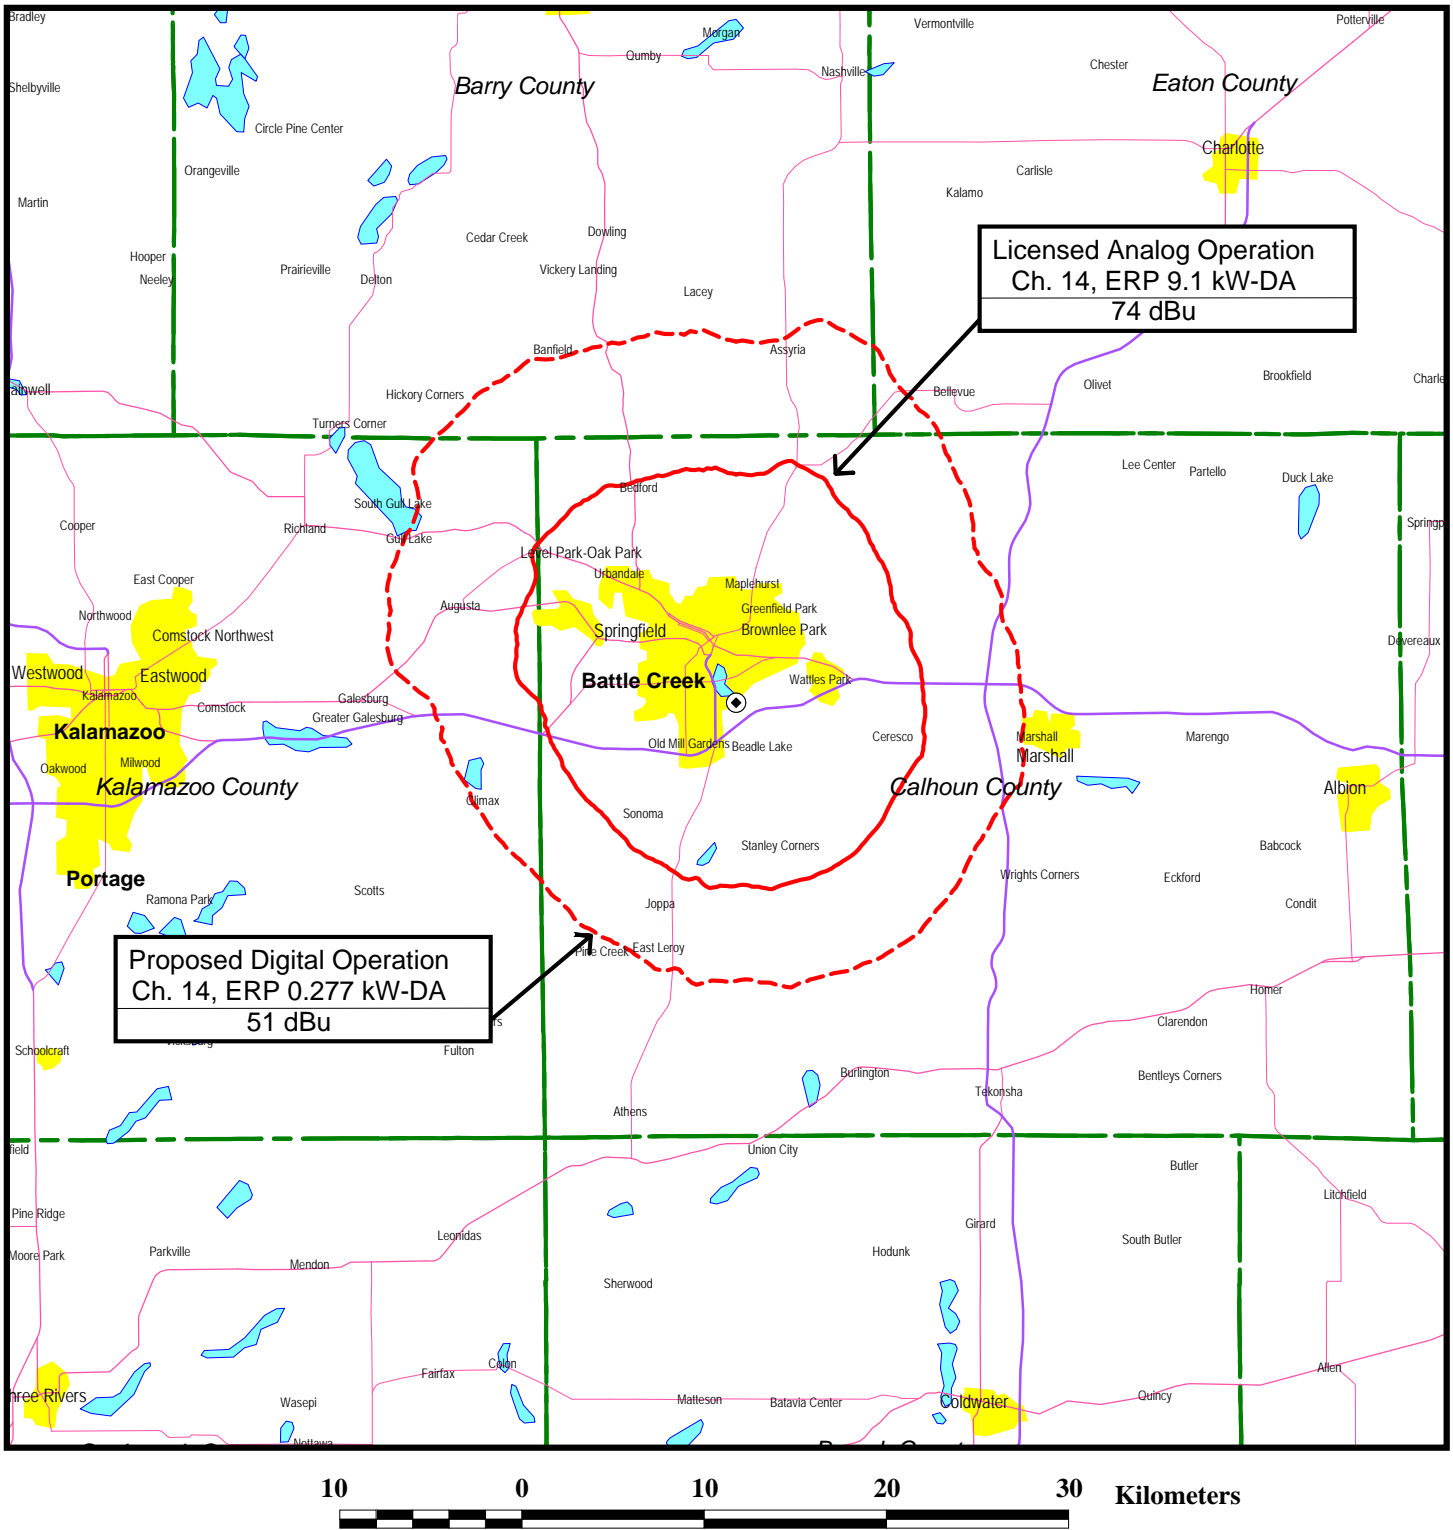 Bradley
Vermontville
Potterville
Morgan
Qumby
Nashville
Chester
Shelbyville
Barry County
Eaton County
Circle Pine Center
Charlotte
Orangeville
Carlisle
Kalamo
Martin
Cedar Creek
Dowling
Hooper
Neeley
Prairieville
Delton
Vickery Landing
Lacey
Licensed Analog Operation
Ch. 14, ERP 9.1 kW-DA
74 dBu
Banfield
Assyria
ainwell
Hickory Corners
Bellevue
Olivet
Brookfield
Charle
Turners Corner
Lee Center
Partello
Duck Lake
Bedford
South Gull Lake
Cooper
Richland
Gull Lake
Springp
Level Park-Oak Park
East Cooper
Urbandale
Maplehurst
Northwood
Augusta
Greenfield Park
Comstock Northwest
Springfield
Brownlee Park
Devereaux
Westwood
Eastwood
Battle Creek
Wattles Park
Kalamazoo
Comstock
Galesburg
Greater Galesburg
Kalamazoo
Old Mill Gardens
Beadle Lake
Ceresco
Marshall
Marengo
Oakwood
Milwood
Marshall
Kalamazoo County
Climax
Calhoun County
Albion
Sonoma
Stanley Corners
Babcock
Portage
Ramona Park
Scotts
Wrights Corners
Eckford
Joppa
Condit
Pine Creek
East Leroy
Proposed Digital Operation
Ch. 14, ERP 0.277 kW-DA
51 dBu
Homer
rs
Clarendon
Schoolcraft
Vicksburg
Fulton
Burlington
Tekonsha
Bentleys Corners
Athens
field
Union City
Butler
Pine Ridge
Litchfield
Moore Park
Parkville
Leonidas
Girard
South Butler
Mendon
Hodunk
Sherwood
Colon
Fairfax
Allen
hree Rivers
Wasepi
Matteson
Batavia Center
Coldwater
Quincy
Nottawa
10 0 10 20 30 Kilometers